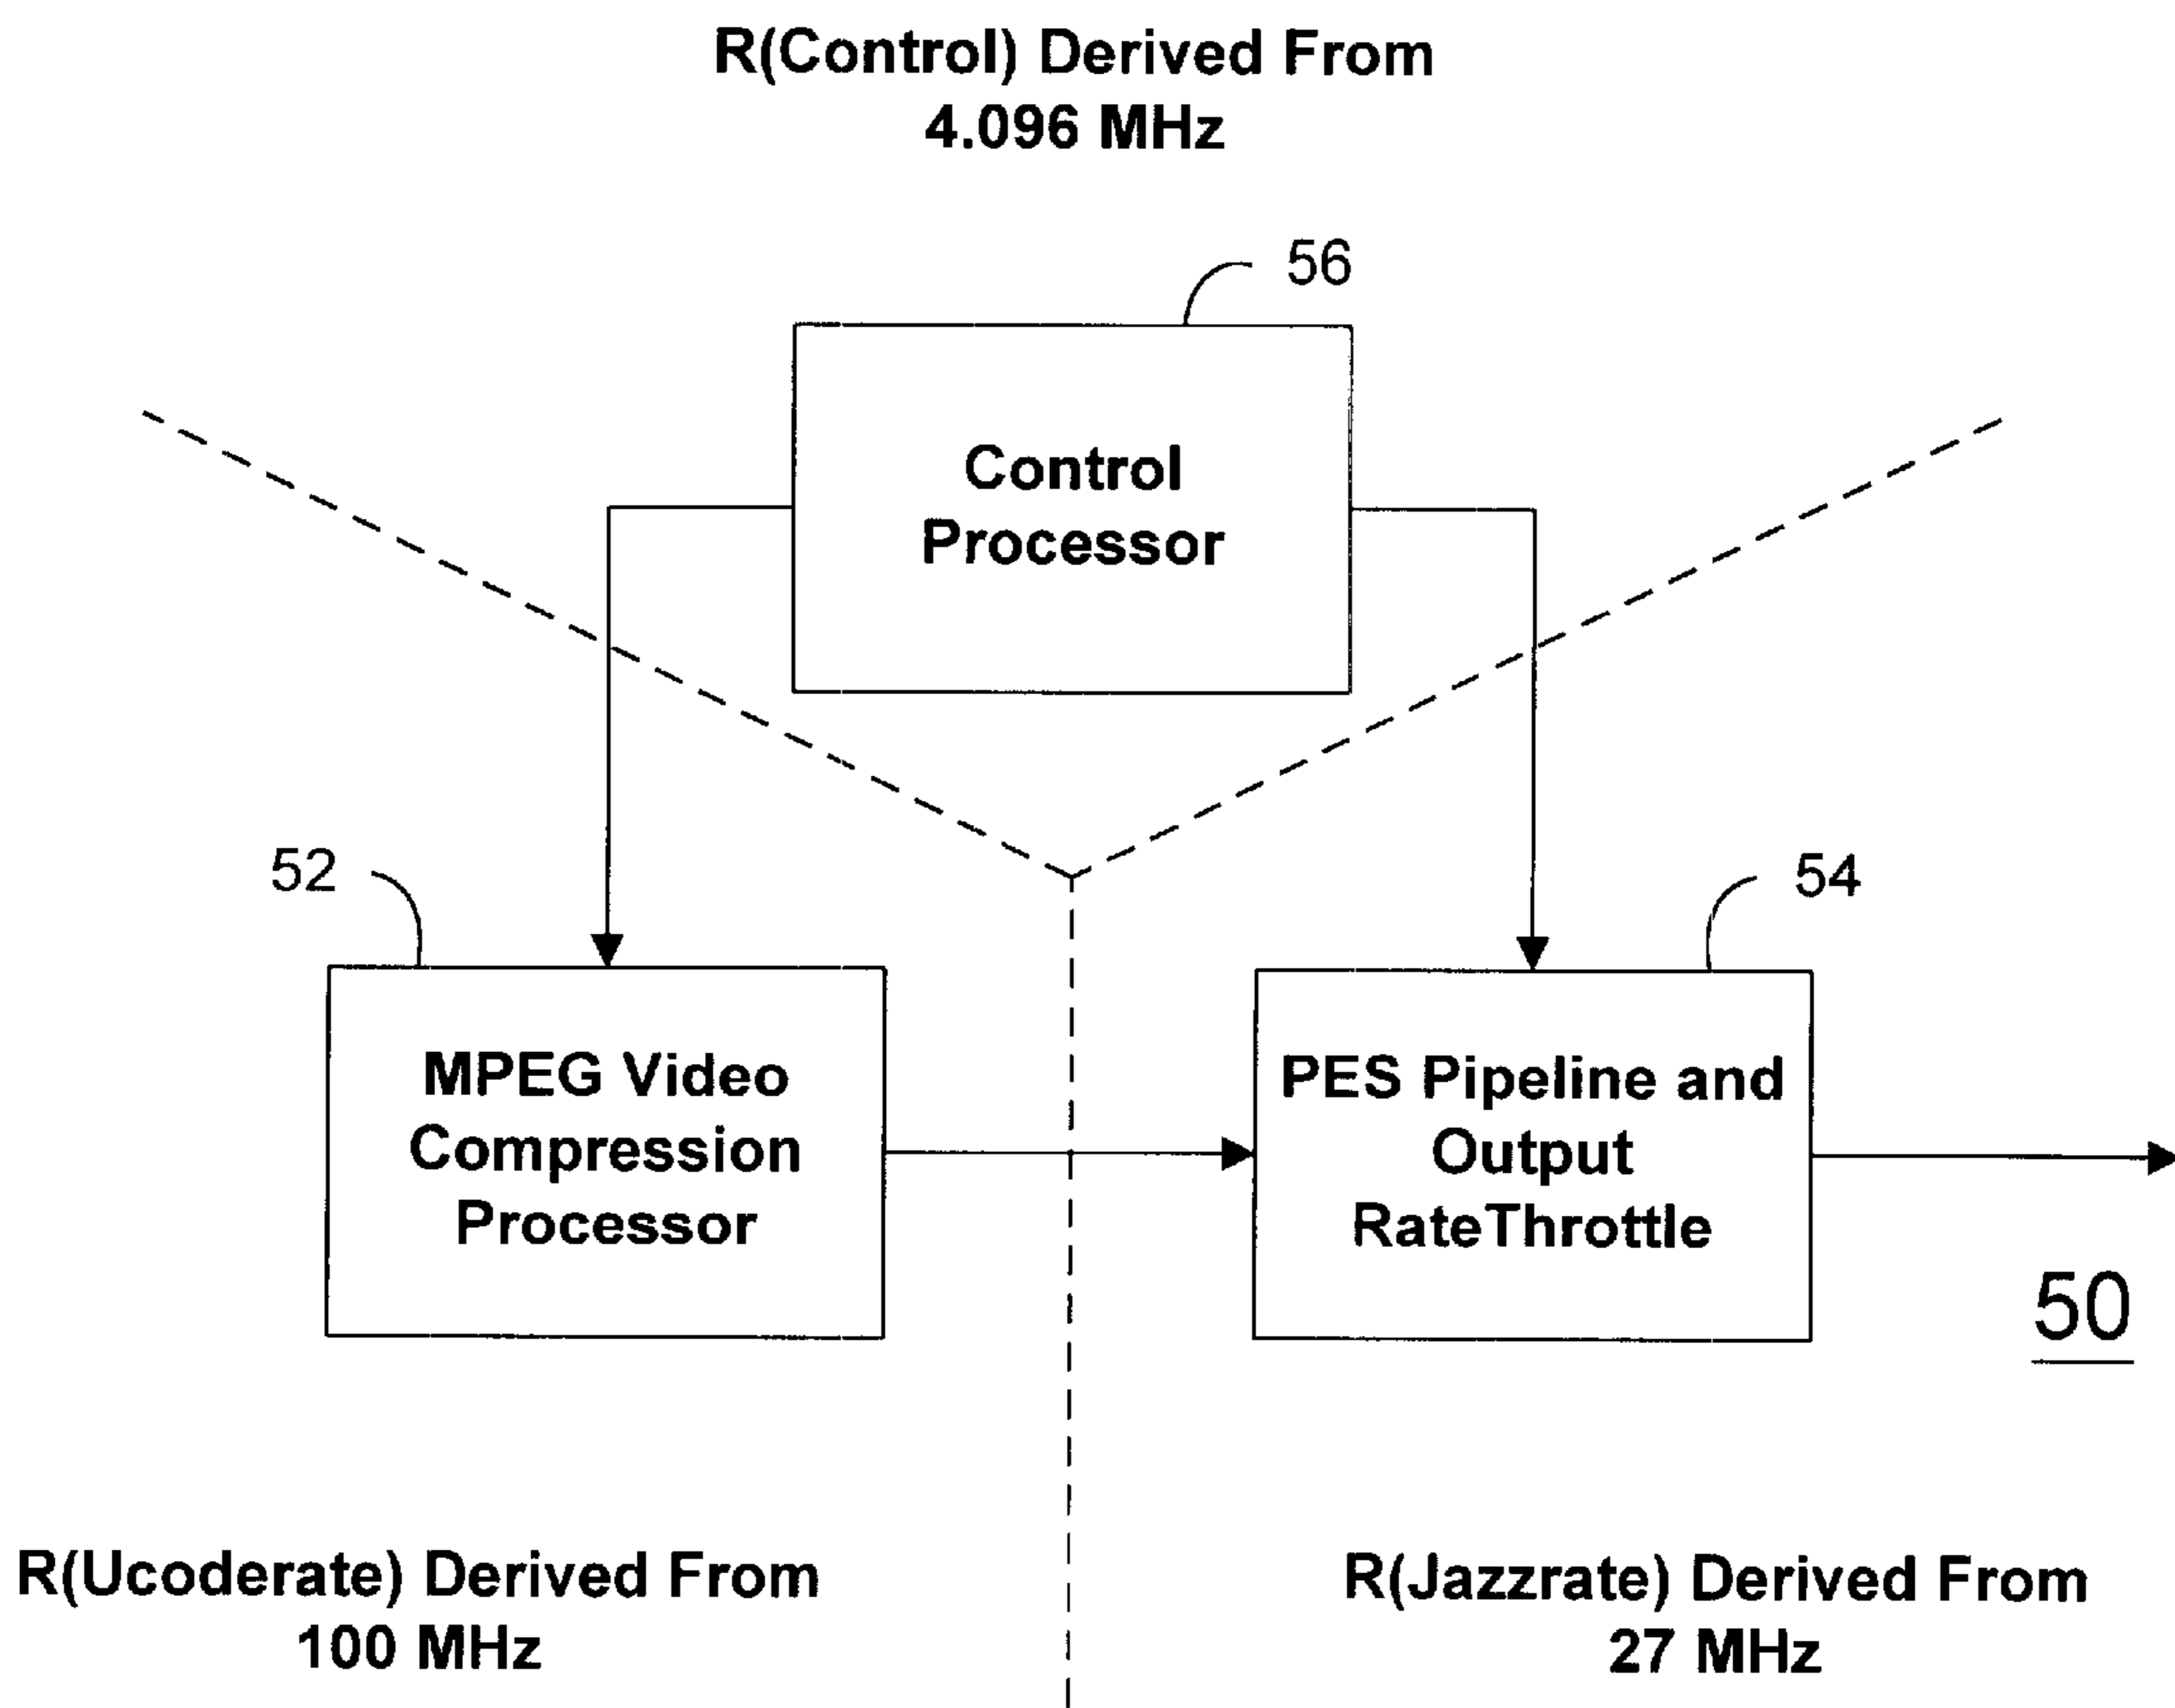 R(Control) Derived From
4.096 MHz
56
Control
Processor
52
54
MPEG Video
Compression
Processor
PES Pipeline and
Output
RateThrottle
50
R(Ucoderate) Derived From
100 MHz
R(Jazzrate) Derived From
27 MHz